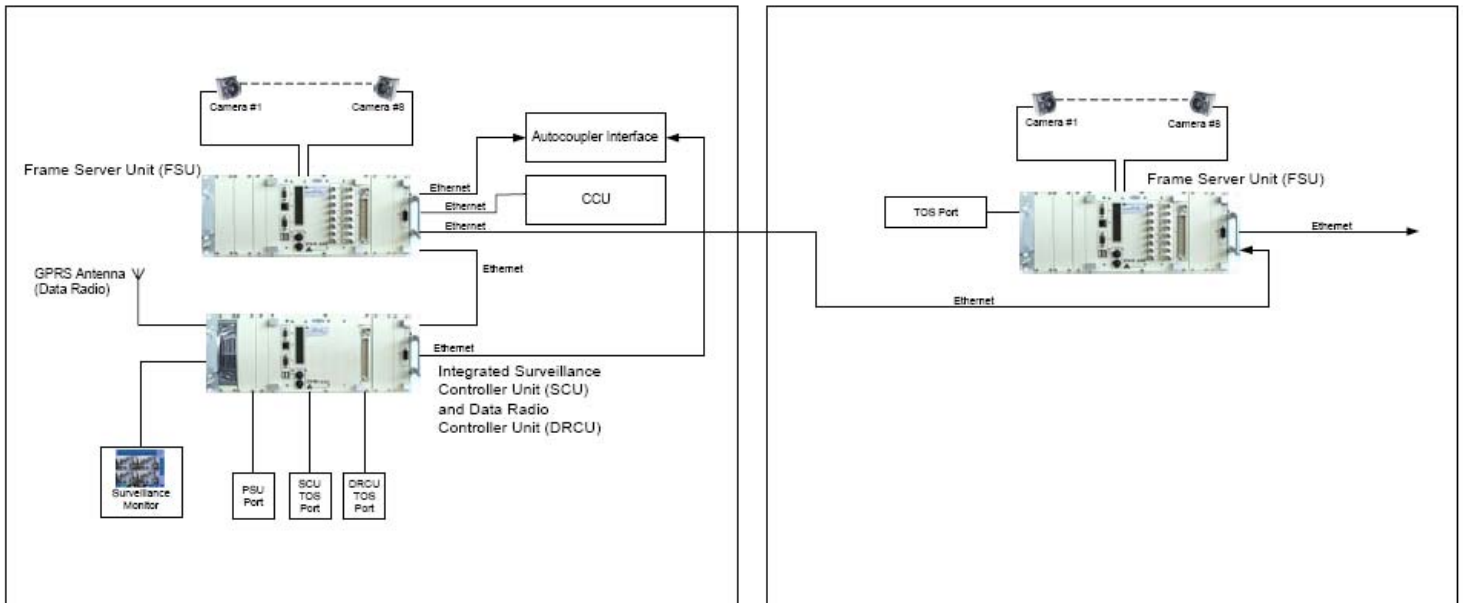 Camera #1
Camera #8
Autocoupler Interface
Frame Server Unit (FSU)
Ethernet
CCU
Ethernet
Ethernet
Ethernet
GPRS Antenna
(Data Radio)
Ethernet
Integrated Surveillance
Controller Unit (SCU)
and Data Radio
Controller Unit (DRCU)
Surveillance
Monitor
PSU
Port
SCU
TOS
Port
DRCU
TOS
Port
Camera #1
Camera #8
Frame Server Unit (FSU)
TOS Port
Ethernet
Ethernet